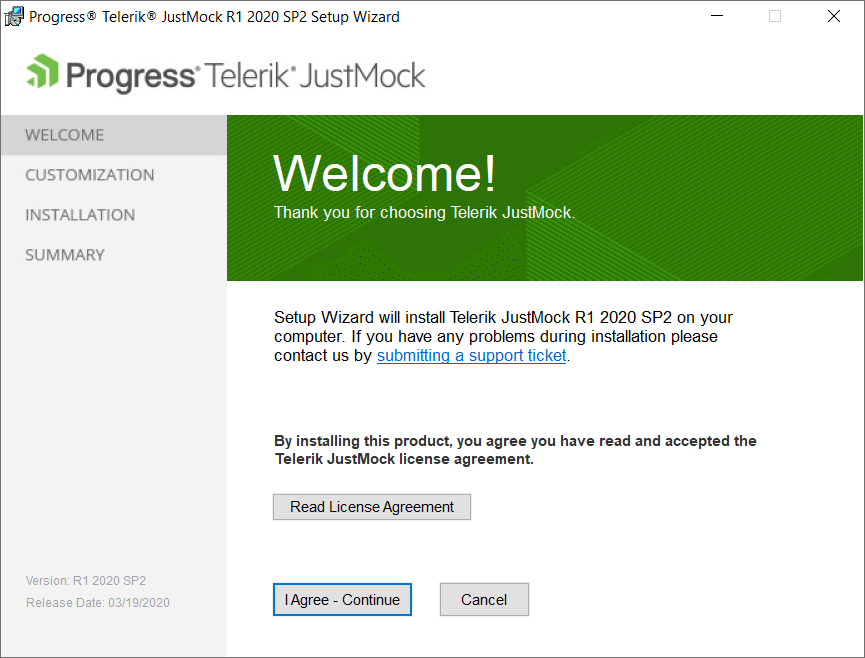 Progress® Telerik® JustMock R1 2020 SP2 Setup Wizard
Progress® Telerik® JustMock
WELCOME
CUSTOMIZATION
INSTALLATION
SUMMARY
Welcome!
Thank you for choosing Telerik JustMock.
Setup Wizard will install Telerik JustMock R1 2020 SP2 on your
computer. If you have any problems during installation please
contact us by submitting a support ticket.
By installing this product, you agree you have read and accepted the
Telerik JustMock license agreement.
Read License Agreement
Version: R1 2020 SP2
Release Date: 03/19/2020
I Agree - Continue
Cancel